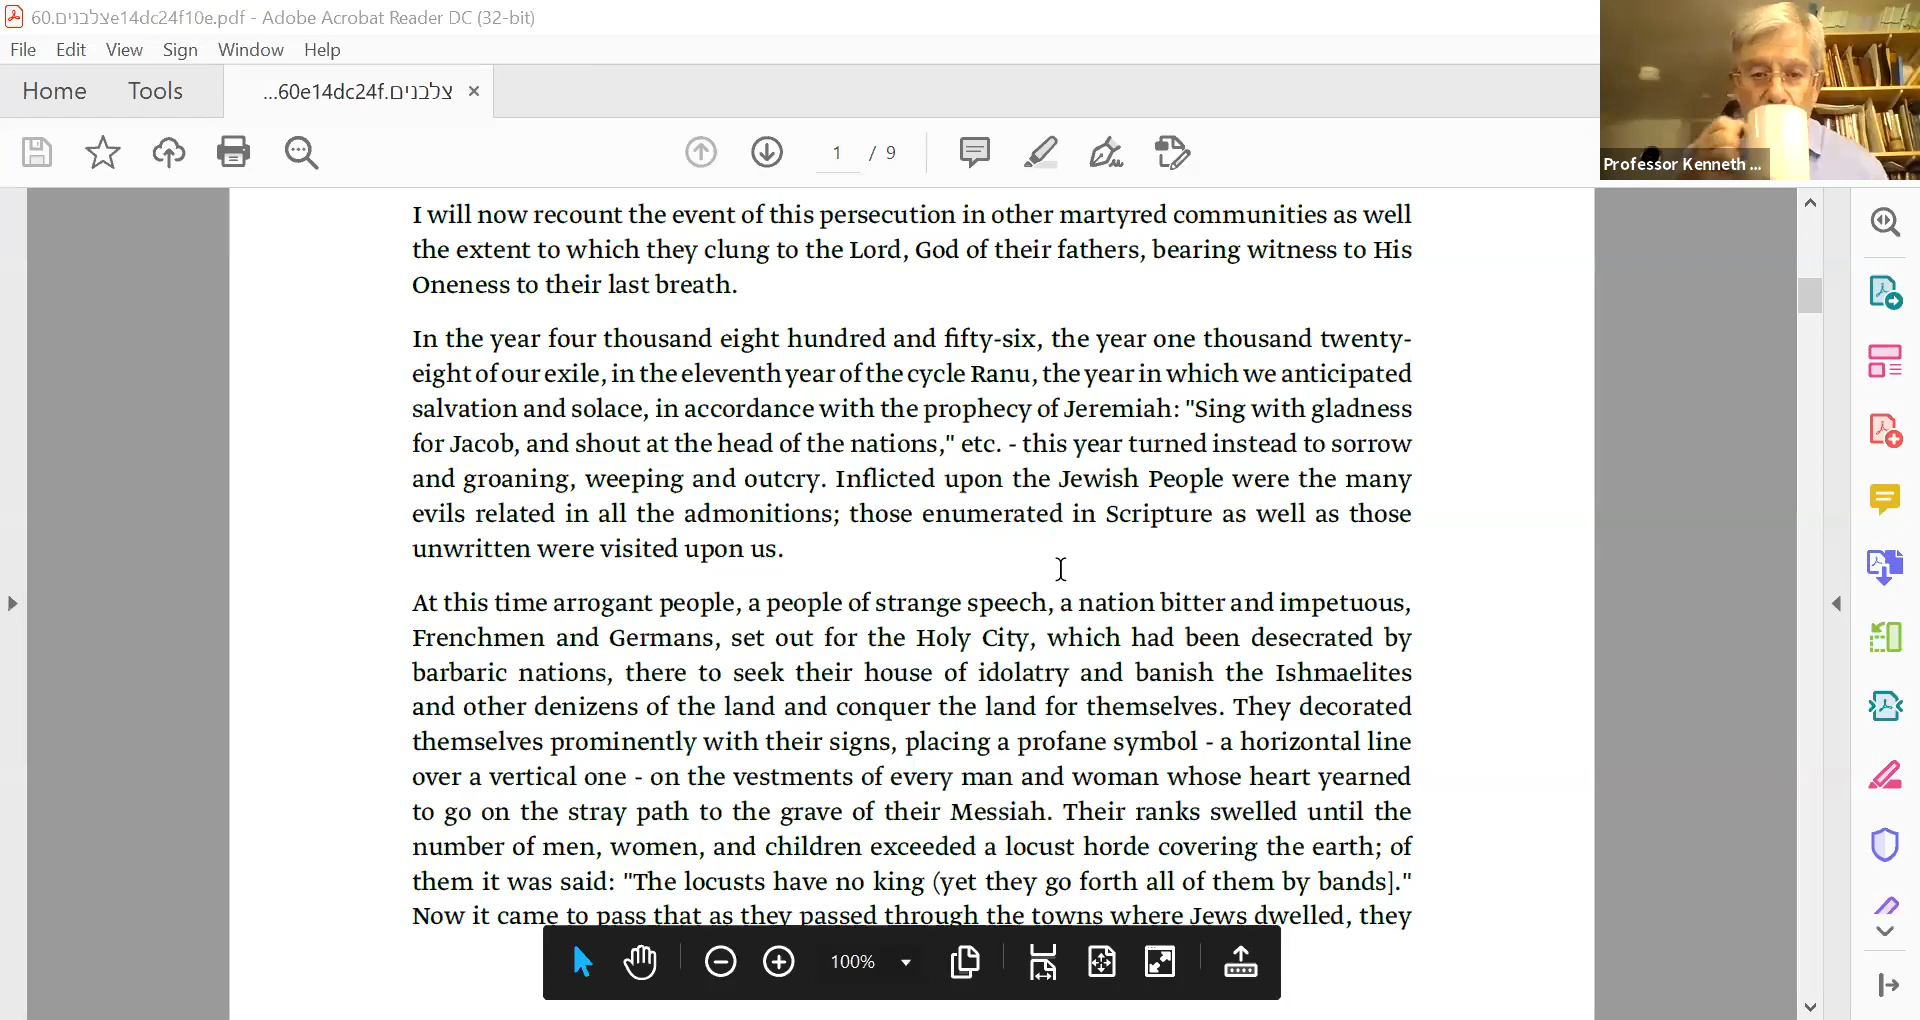 60.צלבניםe14dc24f10e.pdf - Adobe Acrobat Reader DC (32-bit)
File Edit View Sign Window Help
Home Tools ...60e14dc24f.צלבנים ×
1 / 9
Professor Kenneth ...
I will now recount the event of this persecution in other martyred communities as well
the extent to which they clung to the Lord, God of their fathers, bearing witness to His
Oneness to their last breath.
In the year four thousand eight hundred and fifty-six, the year one thousand twenty-
eight of our exile, in the eleventh year of the cycle Ranu, the year in which we anticipated
salvation and solace, in accordance with the prophecy of Jeremiah: "Sing with gladness
for Jacob, and shout at the head of the nations," etc. - this year turned instead to sorrow
and groaning, weeping and outcry. Inflicted upon the Jewish People were the many
evils related in all the admonitions; those enumerated in Scripture as well as those
unwritten were visited upon us.
At this time arrogant people, a people of strange speech, a nation bitter and impetuous,
Frenchmen and Germans, set out for the Holy City, which had been desecrated by
barbaric nations, there to seek their house of idolatry and banish the Ishmaelites
and other denizens of the land and conquer the land for themselves. They decorated
themselves prominently with their signs, placing a profane symbol - a horizontal line
over a vertical one - on the vestments of every man and woman whose heart yearned
to go on the stray path to the grave of their Messiah. Their ranks swelled until the
number of men, women, and children exceeded a locust horde covering the earth; of
them it was said: "The locusts have no king (yet they go forth all of them by bands]."
Now it came to pass that as they passed through the towns where Jews dwelled, they
100%